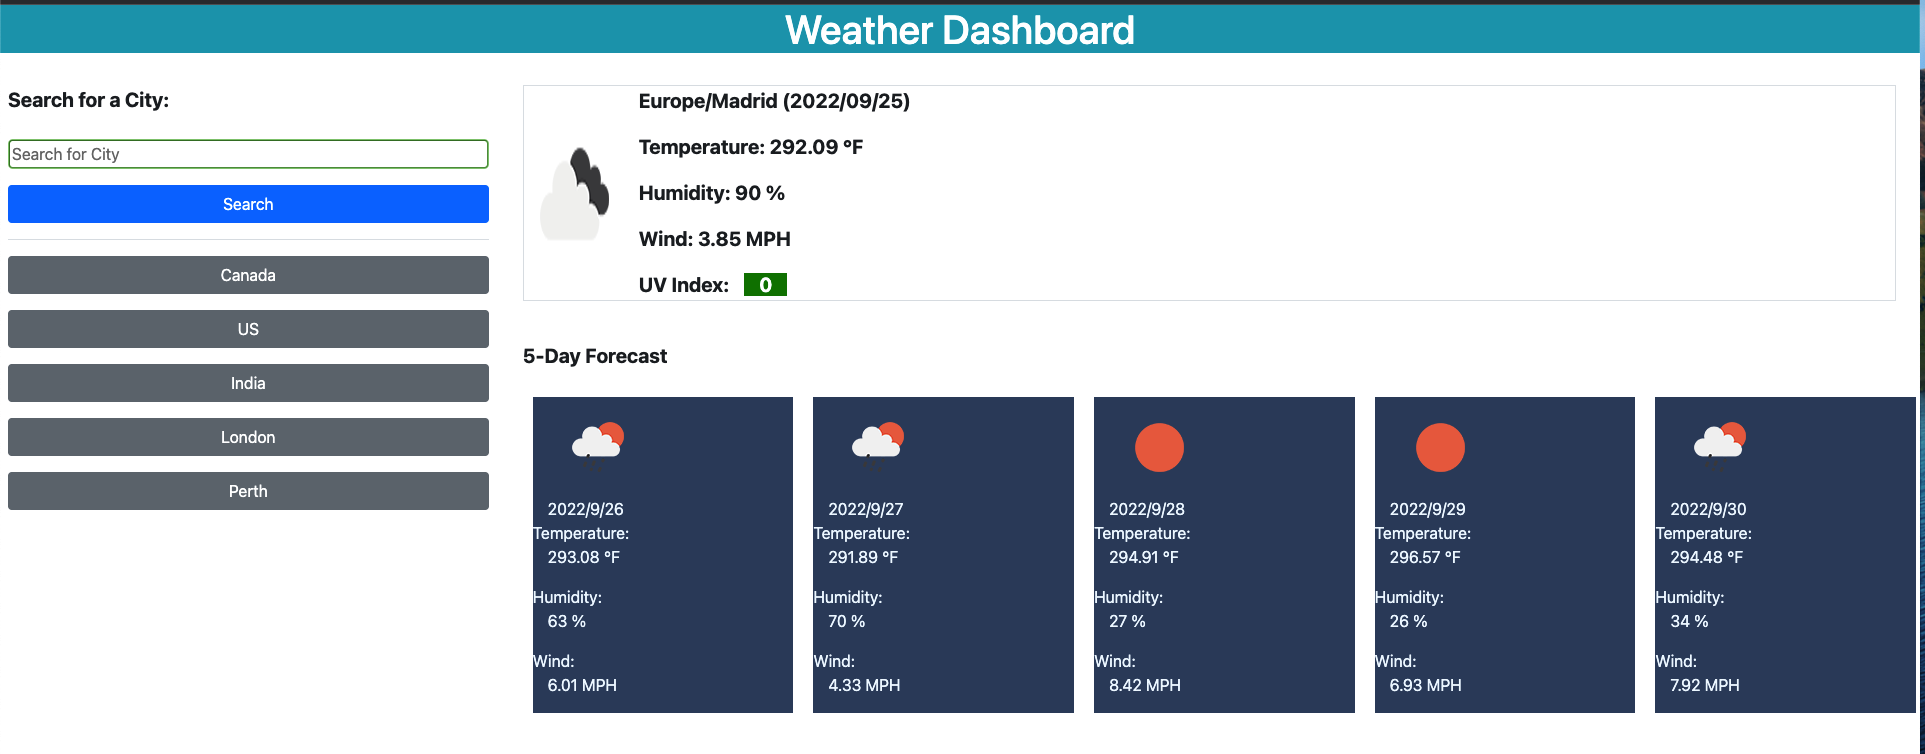 Weather Dashboard
Search for a City:
Search for City
Search
Canada
US
India
London
Perth
Europe/Madrid (2022/09/25)
Temperature: 292.09 °F
Humidity: 90 %
Wind: 3.85 MPH
UV Index: 0
5-Day Forecast
2022/9/26
Temperature:
293.08 °F
Humidity:
63 %
Wind:
6.01 MPH
2022/9/27
Temperature:
291.89 °F
Humidity:
70 %
Wind:
4.33 MPH
2022/9/28
Temperature:
294.91 °F
Humidity:
27 %
Wind:
8.42 MPH
2022/9/29
Temperature:
296.57 °F
Humidity:
26 %
Wind:
6.93 MPH
2022/9/30
Temperature:
294.48 °F
Humidity:
34 %
Wind:
7.92 MPH